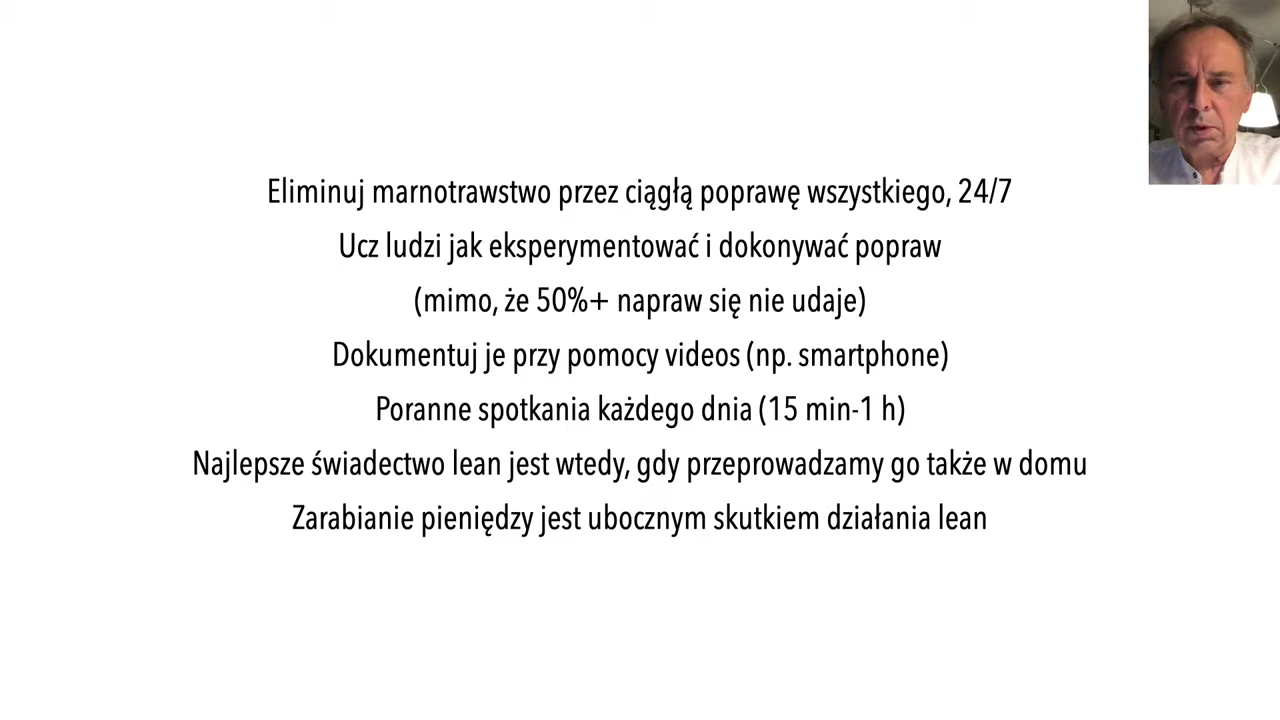 Eliminuj marnotrawstwo przez ciągłą poprawę wszystkiego, 24/7
Ucz ludzi jak eksperymentować i dokonywać popraw
(mimo, że 50%+ napraw się nie udaje)
Dokumentuj je przy pomocy videos (np. smartphone)
Poranne spotkania każdego dnia (15 min-1 h)
Najlepsze świadectwo lean jest wtedy, gdy przeprowadzamy go także w domu
Zarabianie pieniędzy jest ubocznym skutkiem działania lean